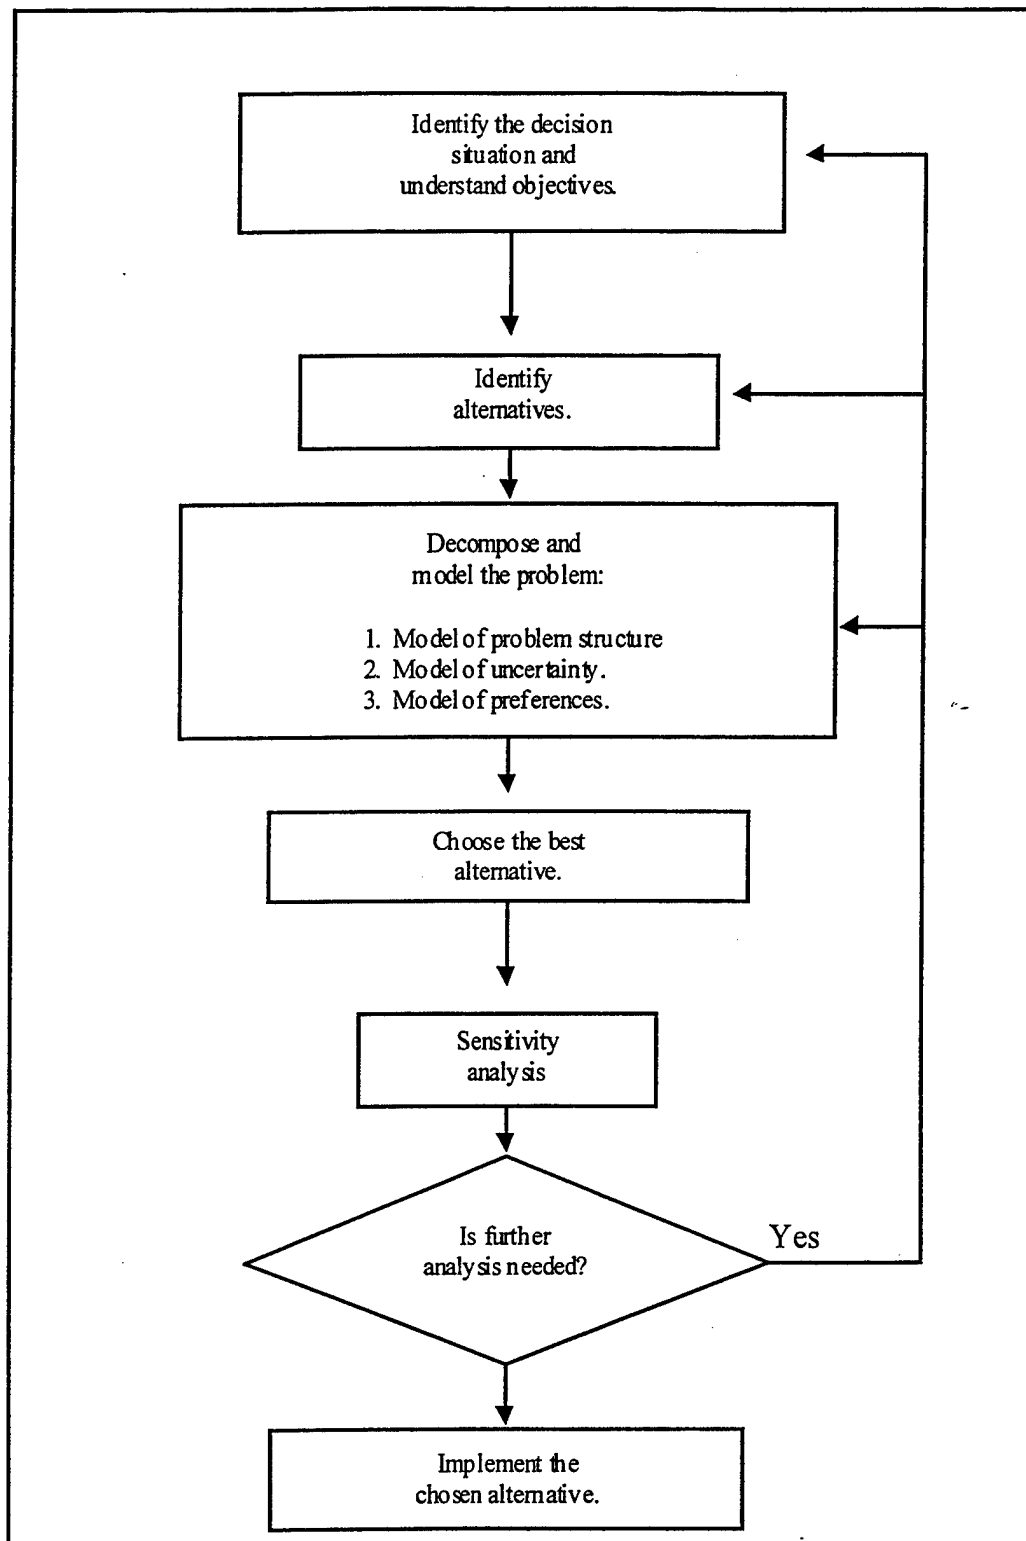 Identify the decision
situation and
understand objectives.
Identify
alternatives.
Decompose and
model the problem:
1. Model of problem structure
2. Model of uncertainty.
3. Model of preferences.
Choose the best
alternative.
Sensitivity
analysis
Is further
analysis needed?
Yes
Implement the
chosen alternative.